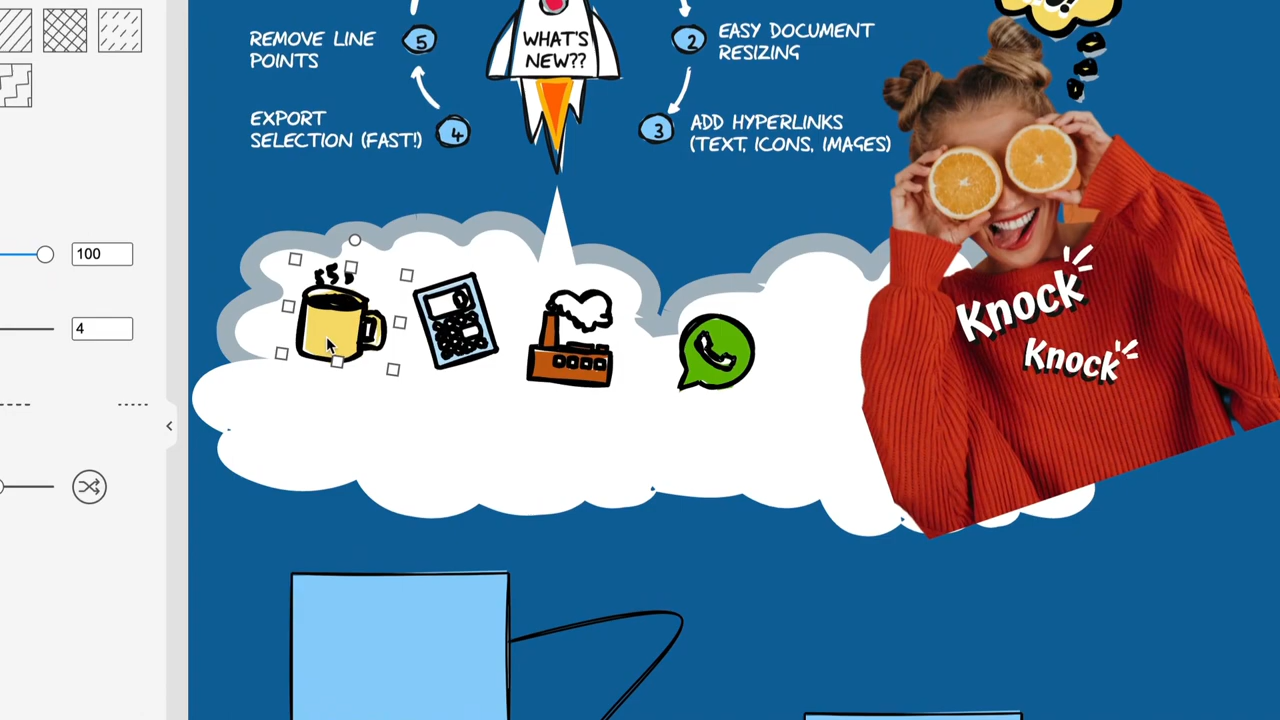 REMOVE LINE
POINTS
5
WHAT'S
NEW??
2
EASY DOCUMENT
RESIZING
EXPORT
SELECTION (FAST!)
4
3
ADD HYPERLINKS
(TEXT, ICONS, IMAGES)
100
4
Knock
Knock